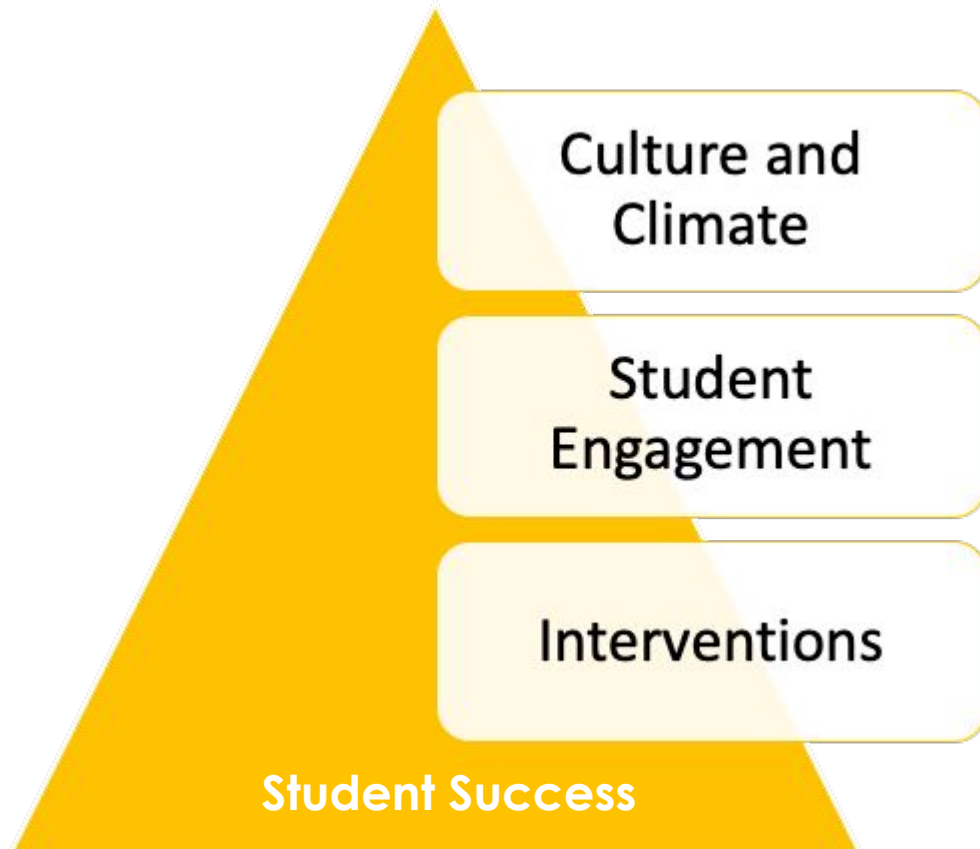 Culture and
Climate
Student
Engagement
Interventions
Student Success